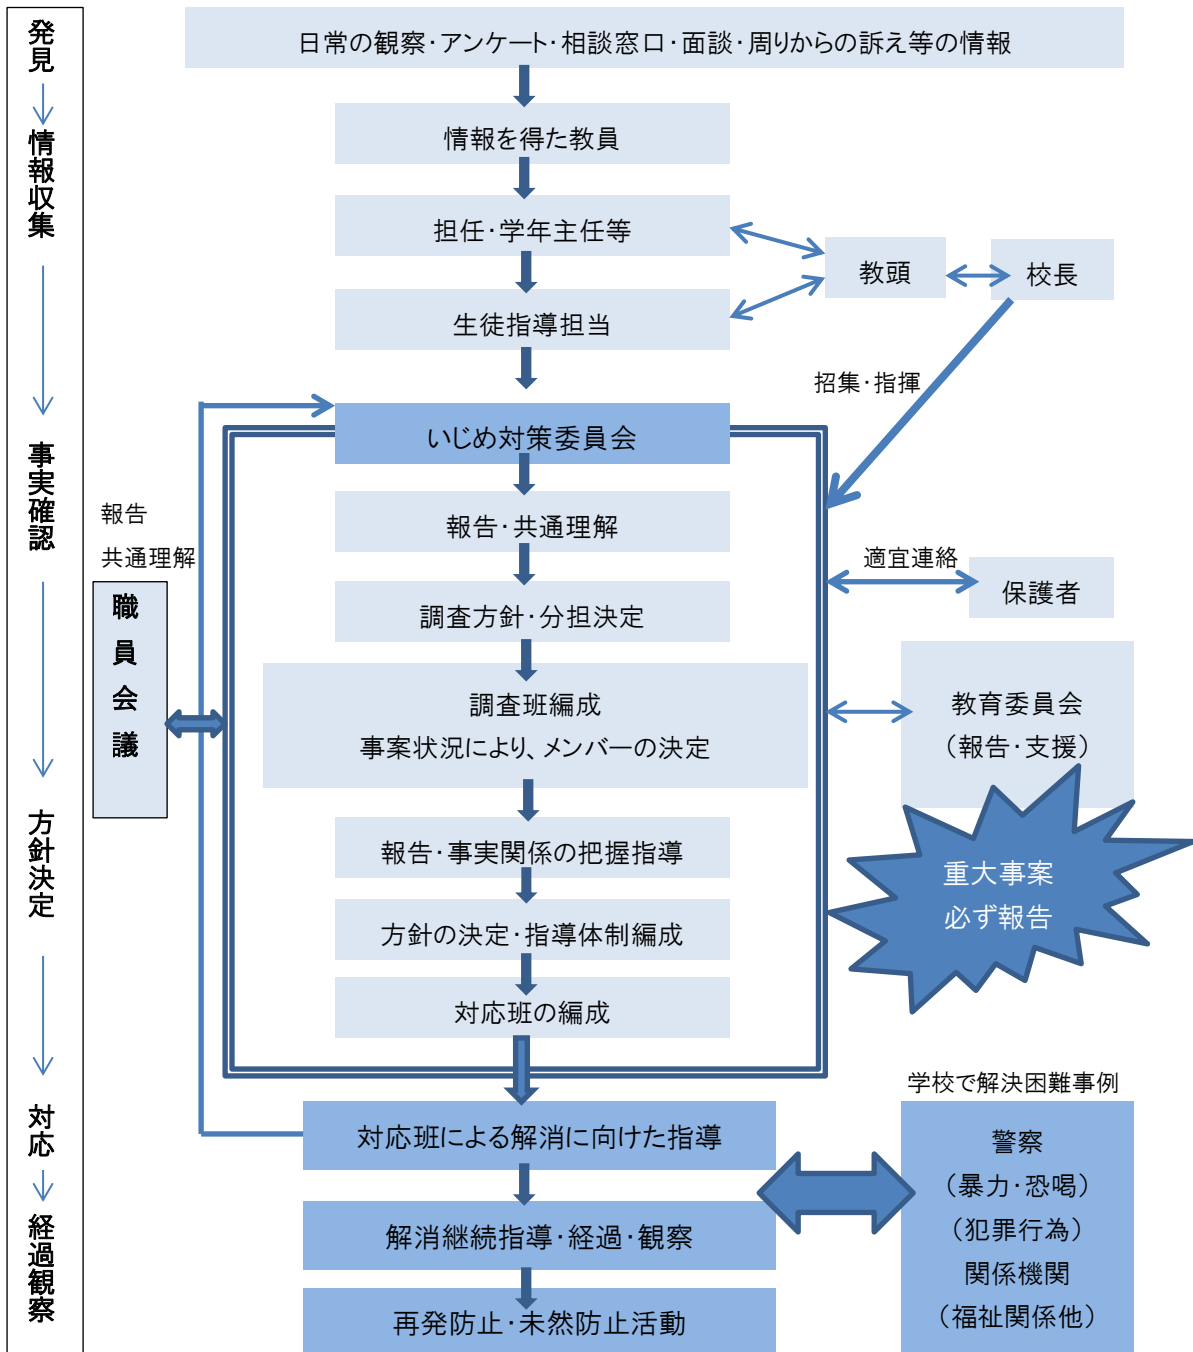 発見
情報収集
事実確認
方針決定
対応
経過観察
日常の観察・アンケート・相談窓口・面談・周りからの訴え等の情報
情報を得た教員
担任・学年主任等
教頭
校長
生徒指導担当
招集・指揮
いじめ対策委員会
報告
共通理解
職員会議
報告・共通理解
適宜連絡
保護者
調査方針・分担決定
調査班編成
事案状況により、メンバーの決定
教育委員会
（報告・支援）
報告・事実関係の把握指導
重大事案
必ず報告
方針の決定・指導体制編成
対応班の編成
学校で解決困難事例
対応班による解消に向けた指導
警察
（暴力・恐喝）
（犯罪行為）
関係機関
（福祉関係他）
解消継続指導・経過・観察
再発防止・未然防止活動